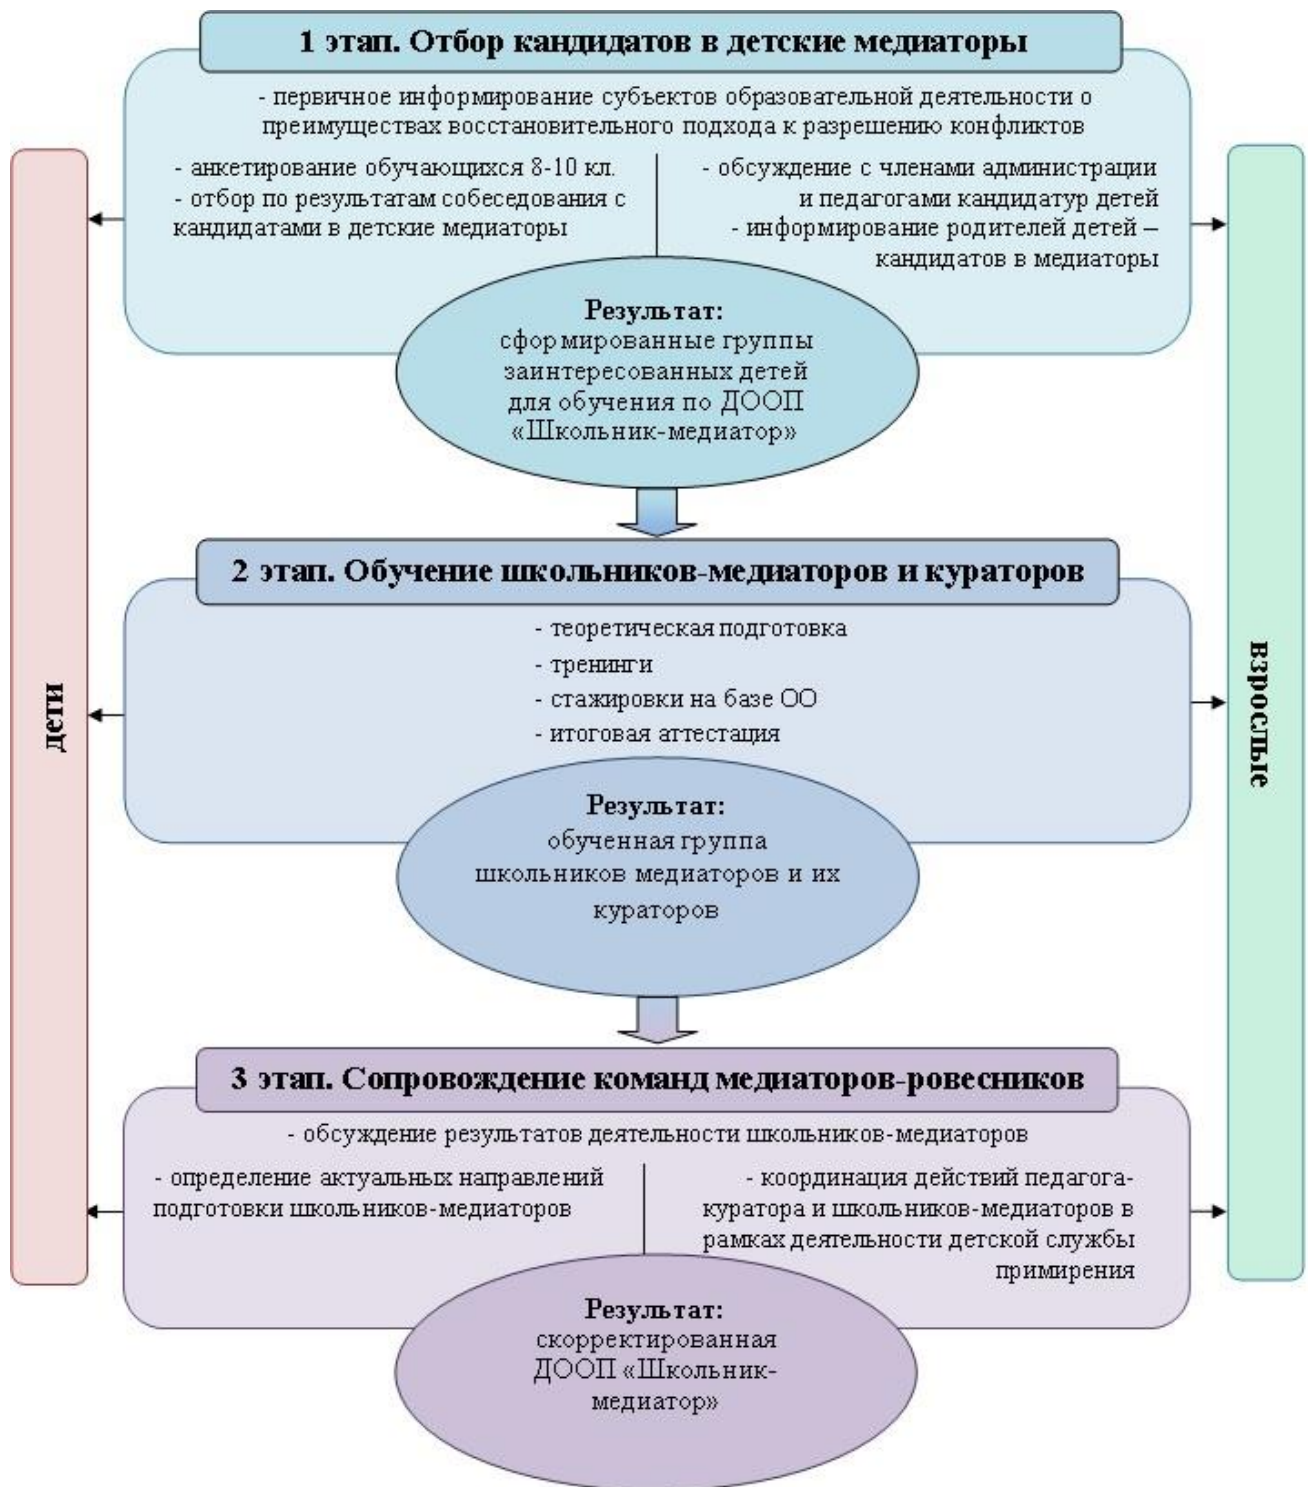 1 этап. Отбор кандидатов в детские медиаторы
- первичное информирование субъектов образовательной деятельности о
преимуществах восстановительного подхода к разрешению конфликтов
- анкетирование обучающихся 8-10 кл.
- отбор по результатам собеседования с
кандидатами в детские медиаторы
- обсуждение с членами администрации
и педагогами кандидатур детей
- информирование родителей детей –
кандидатов в медиаторы
Результат:
сформированные группы
заинтересованных детей
для обучения по ДООП
«Школьник-медиатор»
дети
взрослые
2 этап. Обучение школьников-медиаторов и кураторов
- теоретическая подготовка
- тренинги
- стажировки на базе ОО
- итоговая аттестация
Результат:
обученная группа
школьников медиаторов и их
кураторов
3 этап. Сопровождение команд медиаторов-ровесников
- обсуждение результатов деятельности школьников-медиаторов
- определение актуальных направлений
подготовки школьников-медиаторов
- координация действий педагога-
куратора и школьников-медиаторов в
рамках деятельности детской службы
примирения
Результат:
скорректированная
ДООП «Школьник-
медиатор»